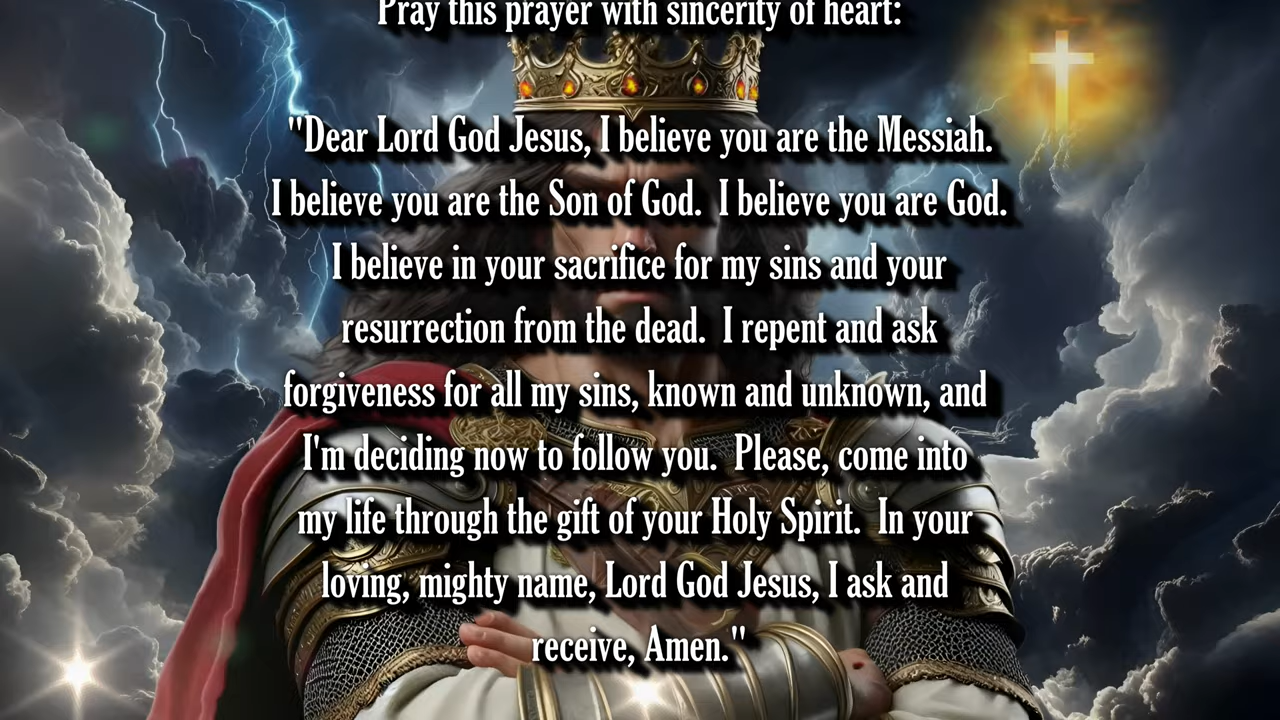 Pray this prayer with sincerity of heart:
"Dear Lord God Jesus, I believe you are the Messiah.
I believe you are the Son of God.  I believe you are God.
I believe in your sacrifice for my sins and your
resurrection from the dead.  I repent and ask
forgiveness for all my sins, known and unknown, and
I'm deciding now to follow you.  Please, come into
my life through the gift of your Holy Spirit.  In your
loving, mighty name, Lord God Jesus, I ask and
receive, Amen."